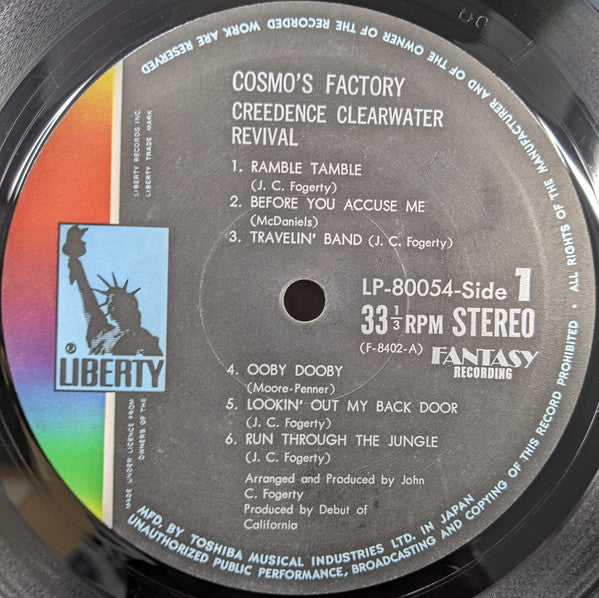 COSMO'S FACTORY
CREEDENCE CLEARWATER
REVIVAL
1. RAMBLE TAMBLE
(J. C. Fogerty)
2. BEFORE YOU ACCUSE ME
(McDaniels)
3. TRAVELIN' BAND (J. C. Fogerty)
LP-80054-Side 1
33 1/3 RPM STEREO
(F-8402-A) FANTASY
RECORDING
4. OOBY DOOBY
(Moore-Penner)
5. LOOKIN' OUT MY BACK DOOR
(J. C. Fogerty)
6. RUN THROUGH THE JUNGLE
(J. C. Fogerty)
Arranged and Produced by John
C. Fogerty
Produced by Debut of
California
LIBERTY RECORDS INC.
LIBERTY TRADE MARK
LIBERTY
MADE UNDER LICENCE FROM
OWNERS OF THE
MFD. BY TOSHIBA MUSICAL INDUSTRIES LTD. IN JAPAN
UNAUTHORIZED PUBLIC PERFORMANCE, BROADCASTING AND COPYING OF THIS RECORD PROHIBITED • ALL RIGHTS OF THE MANUFACTURER AND OF THE OWNER OF THE RECORDED WORK ARE RESERVED